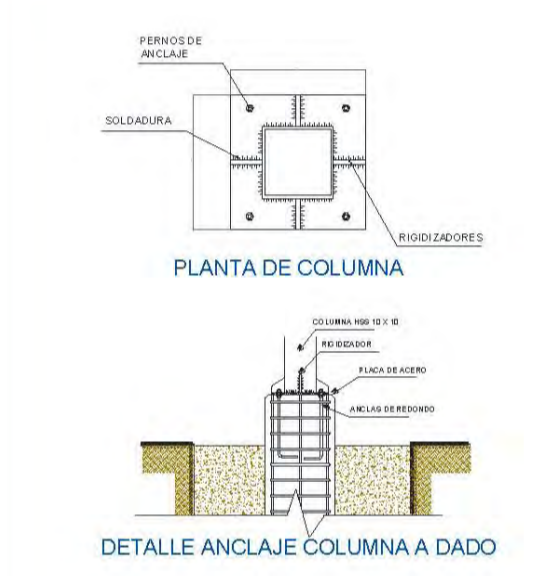 PERNOS DE
ANCLAJE
SOLDADURA
RIGIDIZADORES
PLANTA DE COLUMNA
COLUMNA HSS 10 X 10
RIGIDIZADOR
PLACA DE ACERO
ANCLAS DE REDONDO
DETALLE ANCLAJE COLUMNA A DADO